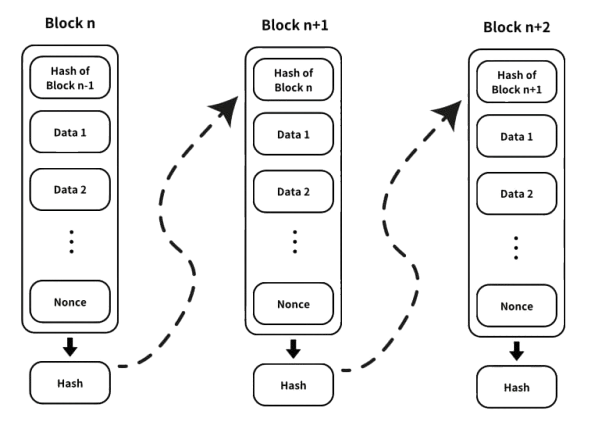 Block n
Hash of
Block n-1
Data 1
Data 2
Nonce
Hash
Block n+1
Hash of
Block n
Data 1
Data 2
Nonce
Hash
Block n+2
Hash of
Block n+1
Data 1
Data 2
Nonce
Hash